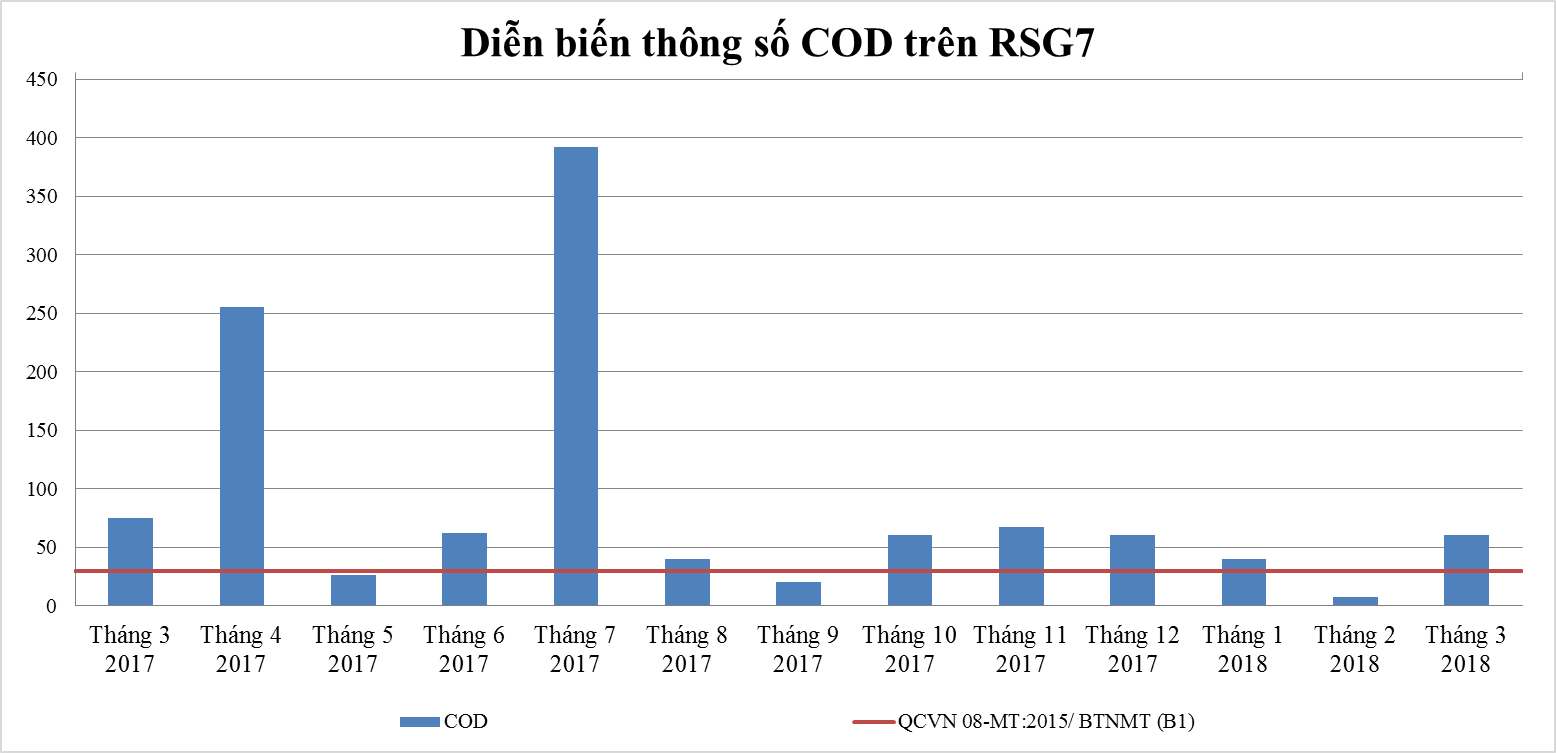 Diễn biến thông số COD trên RSG7
450
400
350
300
250
200
150
100
50
0
Tháng 3 Tháng 4 Tháng 5 Tháng 6 Tháng 7 Tháng 8 Tháng 9 Tháng 10 Tháng 11 Tháng 12 Tháng 1 Tháng 2 Tháng 3
2017 2017 2017 2017 2017 2017 2017 2017 2017 2017 2018 2018 2018
COD QCVN 08-MT:2015/ BTNMT (B1)